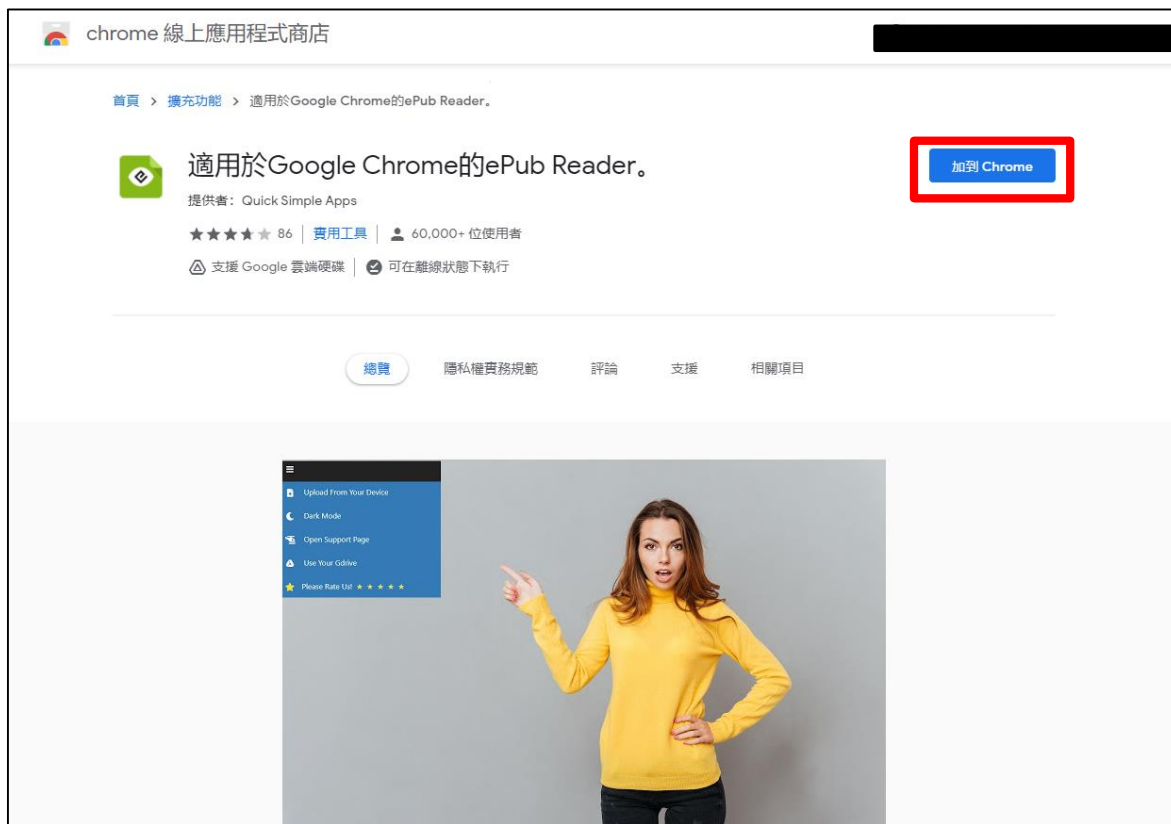 chrome 線上應用程式商店
首頁 > 擴充功能 > 適用於Google Chrome的ePub Reader。
適用於Google Chrome的ePub Reader。
加到 Chrome
提供者： Quick Simple Apps
★★★★★ 86 | 實用工具 | 60,000+ 位使用者
支援 Google 雲端硬碟 | 可在離線狀態下執行
總覽 隱私權實務規範 評論 支援 相關項目
Upload From Your Device
Dark Mode
Open Support Page
Use Your Gdrive
Please Rate Us! ★ ★ ★ ★ ★